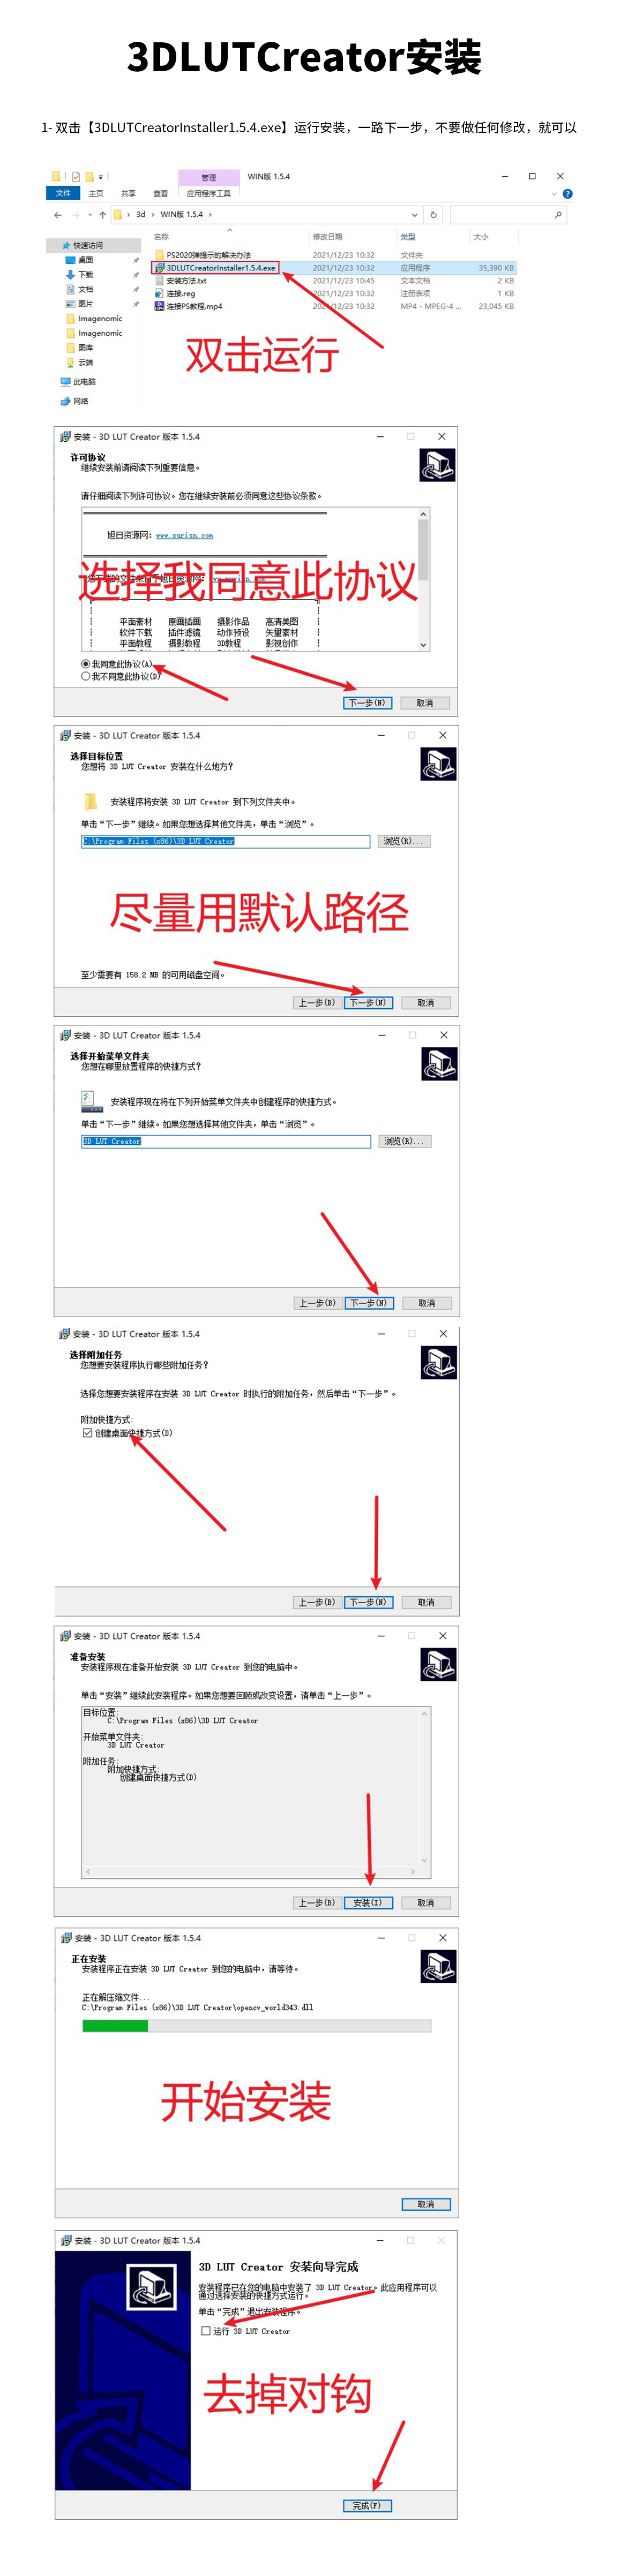 3DLUTCreator安装
1- 双击【3DLUTCreatorInstaller1.5.4.exe】运行安装，一路下一步，不要做任何修改，就可以
管理
WIN版 1.5.4
文件
主页
共享
查看
应用程序工具
3d
WIN版 1.5.4
名称
修改日期
类型
大小
快速访问
桌面
下载
文档
图片
Imagenomic
Imagenomic
图库
云端
此电脑
网络
PS2020弹提示的解决办法
2021/12/23 10:32
文件夹
3DLUTCreatorInstaller1.5.4.exe
2021/12/23 10:32
应用程序
35,390 KB
安装方法.txt
2021/12/23 10:45
文本文档
2 KB
连接.reg
2021/12/23 10:32
注册表项
1 KB
连接PS教程.mp4
2021/12/23 10:32
MP4 - MPEG-4 ...
23,045 KB
双击运行
安装 - 3D LUT Creator 版本 1.5.4
许可协议
继续安装前请阅读下列重要信息。
请仔细阅读下列许可协议。您在继续安装前必须同意这些协议条款。
旭日资源网：www.xurizn.com
选择我同意此协议
平面素材 原画插画 摄影作品 高清美图
软件下载 插件滤镜 动作预设 矢量素材
平面教程 摄影教程 3D教程 影视创作
我同意此协议(A)
我不同意此协议(D)
下一步(N)
取消
安装 - 3D LUT Creator 版本 1.5.4
选择目标位置
您想将 3D LUT Creator 安装在什么地方？
安装程序将安装 3D LUT Creator 到下列文件夹中。
单击“下一步”继续。如果您想选择其他文件夹，单击“浏览”。
C:\Program Files (x86)\3D LUT Creator
浏览(R)...
尽量用默认路径
至少需要有 158.2 MB 的可用磁盘空间。
上一步(B)
下一步(N)
取消
安装 - 3D LUT Creator 版本 1.5.4
选择开始菜单文件夹
您想在哪里放置程序的快捷方式？
安装程序现在将在下列开始菜单文件夹中创建程序的快捷方式。
单击“下一步”继续。如果您想选择其他文件夹，单击“浏览”。
3D LUT Creator
浏览(R)...
上一步(B)
下一步(N)
取消
安装 - 3D LUT Creator 版本 1.5.4
选择附加任务
您想要安装程序执行哪些附加任务？
选择您想要安装程序在安装 3D LUT Creator 时执行的附加任务，然后单击“下一步”。
附加快捷方式：
创建桌面快捷方式(D)
上一步(B)
下一步(N)
取消
安装 - 3D LUT Creator 版本 1.5.4
准备安装
安装程序现在准备开始安装 3D LUT Creator 到您的电脑中。
单击“安装”继续此安装程序。如果您想要回顾或改变设置，请单击“上一步”。
目标位置：
C:\Program Files (x86)\3D LUT Creator
开始菜单文件夹：
3D LUT Creator
附加任务：
附加快捷方式：
创建桌面快捷方式(D)
上一步(B)
安装(I)
取消
安装 - 3D LUT Creator 版本 1.5.4
正在安装
安装程序正在安装 3D LUT Creator 到您的电脑中，请等待。
正在解压缩文件...
C:\Program Files (x86)\3D LUT Creator\opencv_world343.dll
开始安装
取消
安装 - 3D LUT Creator 版本 1.5.4
3D LUT Creator 安装向导完成
安装程序已在您的电脑中安装了 3D LUT Creator。此应用程序可以
通过选择安装的快捷方式运行。
单击“完成”退出安装程序。
运行 3D LUT Creator
去掉对钩
完成(F)